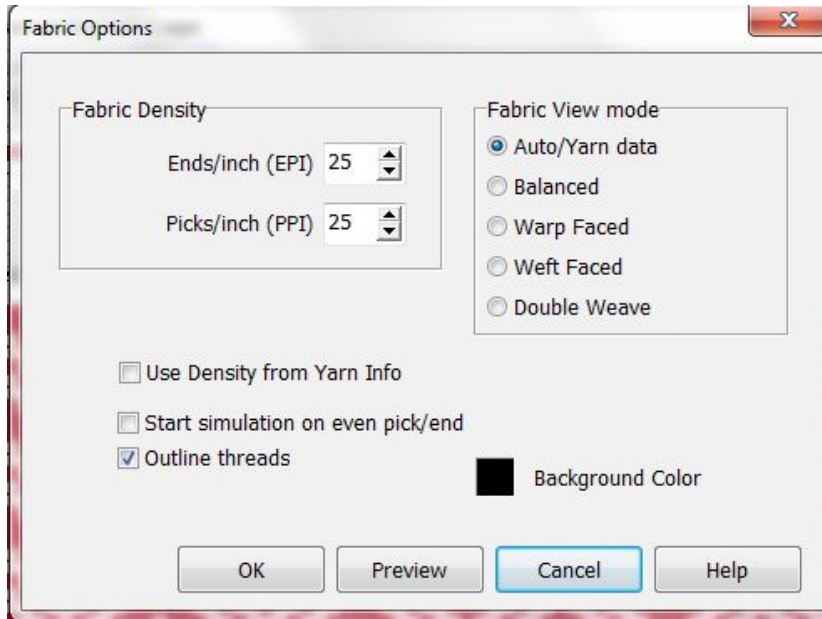 Fabric Options
Fabric Density
Ends/inch (EPI) 25
Picks/inch (PPI) 25
Fabric View mode
Auto/Yarn data
Balanced
Warp Faced
Weft Faced
Double Weave
Use Density from Yarn Info
Start simulation on even pick/end
Outline threads
Background Color
OK Preview Cancel Help